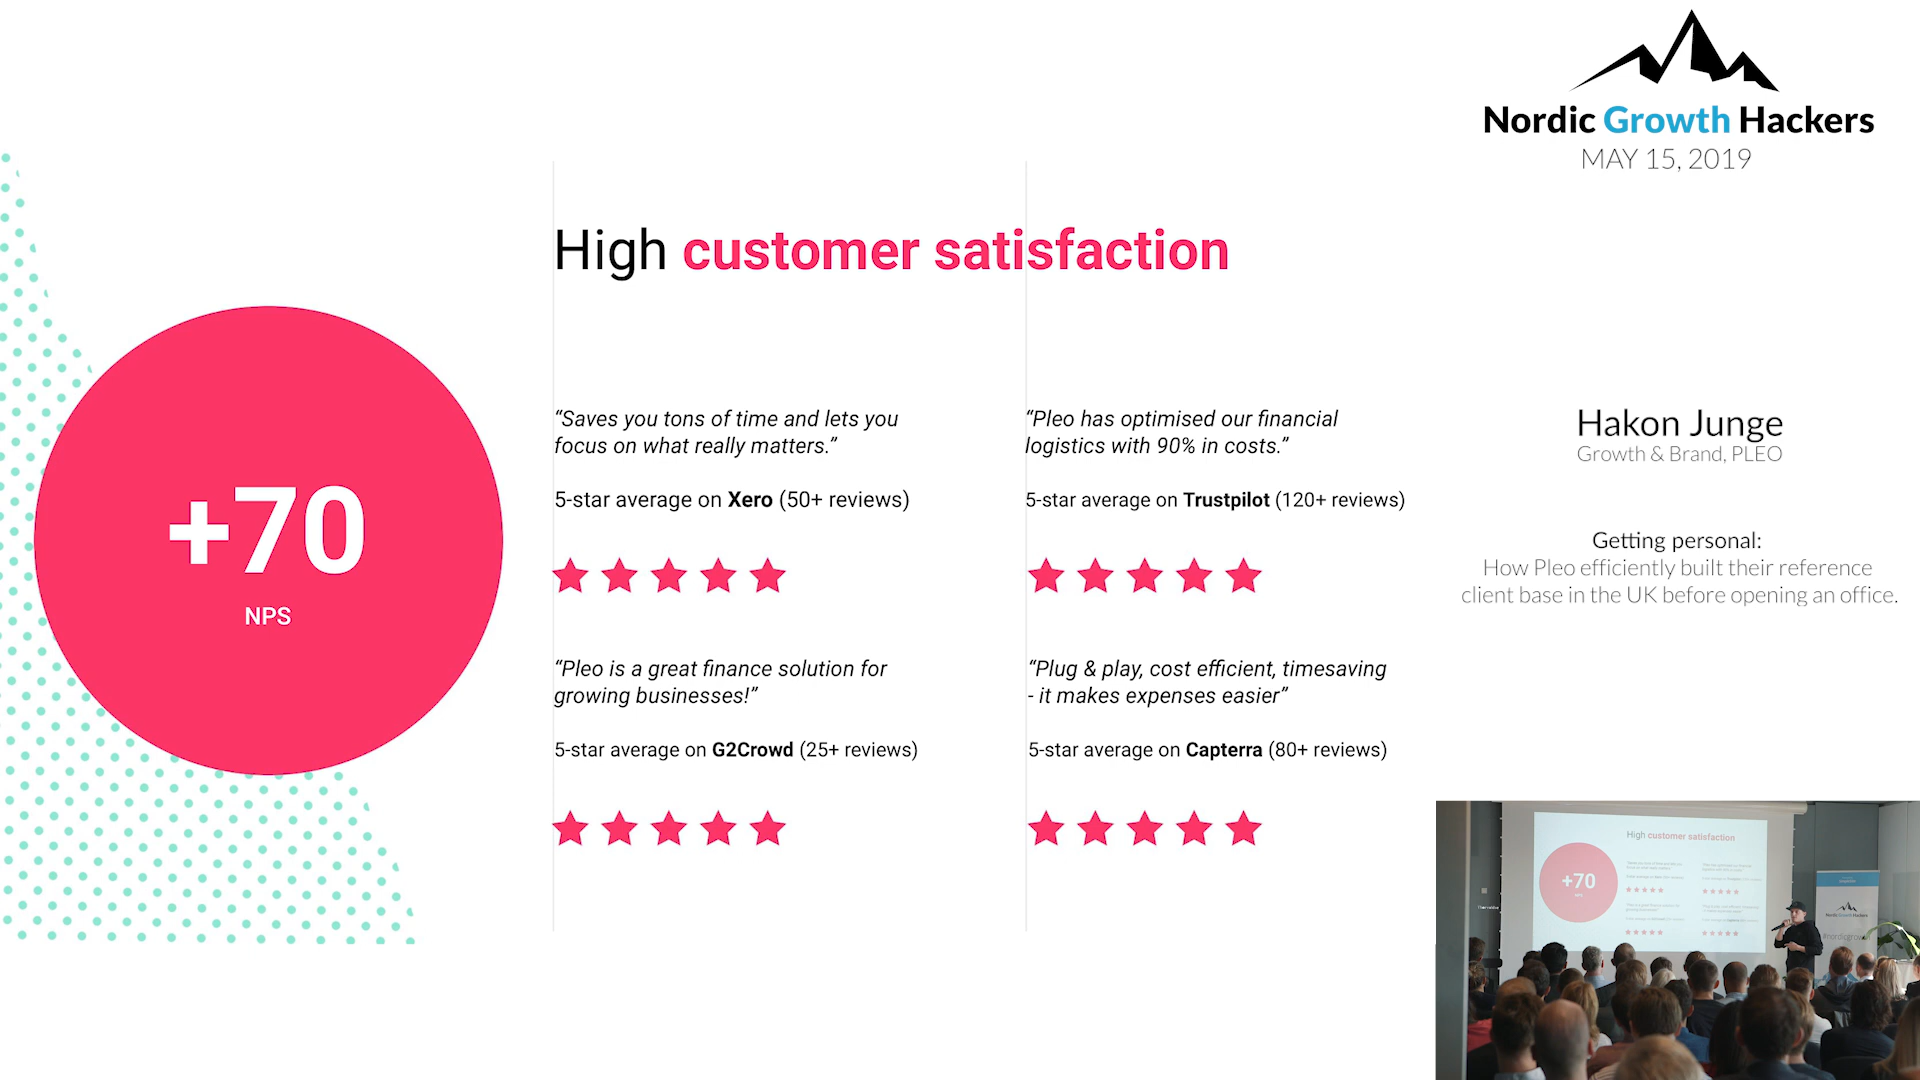 Nordic Growth Hackers
MAY 15, 2019
High customer satisfaction
+70
NPS
“Saves you tons of time and lets you
focus on what really matters.”
5-star average on Xero (50+ reviews)
“Pleo has optimised our financial
logistics with 90% in costs.”
5-star average on Trustpilot (120+ reviews)
“Pleo is a great finance solution for
growing businesses!”
5-star average on G2Crowd (25+ reviews)
“Plug & play, cost efficient, timesaving
- it makes expenses easier”
5-star average on Capterra (80+ reviews)
Hakon Junge
Growth & Brand, PLEO
Getting personal:
How Pleo efficiently built their reference
client base in the UK before opening an office.
High customer satisfaction
+70
Nordic Growth Hackers